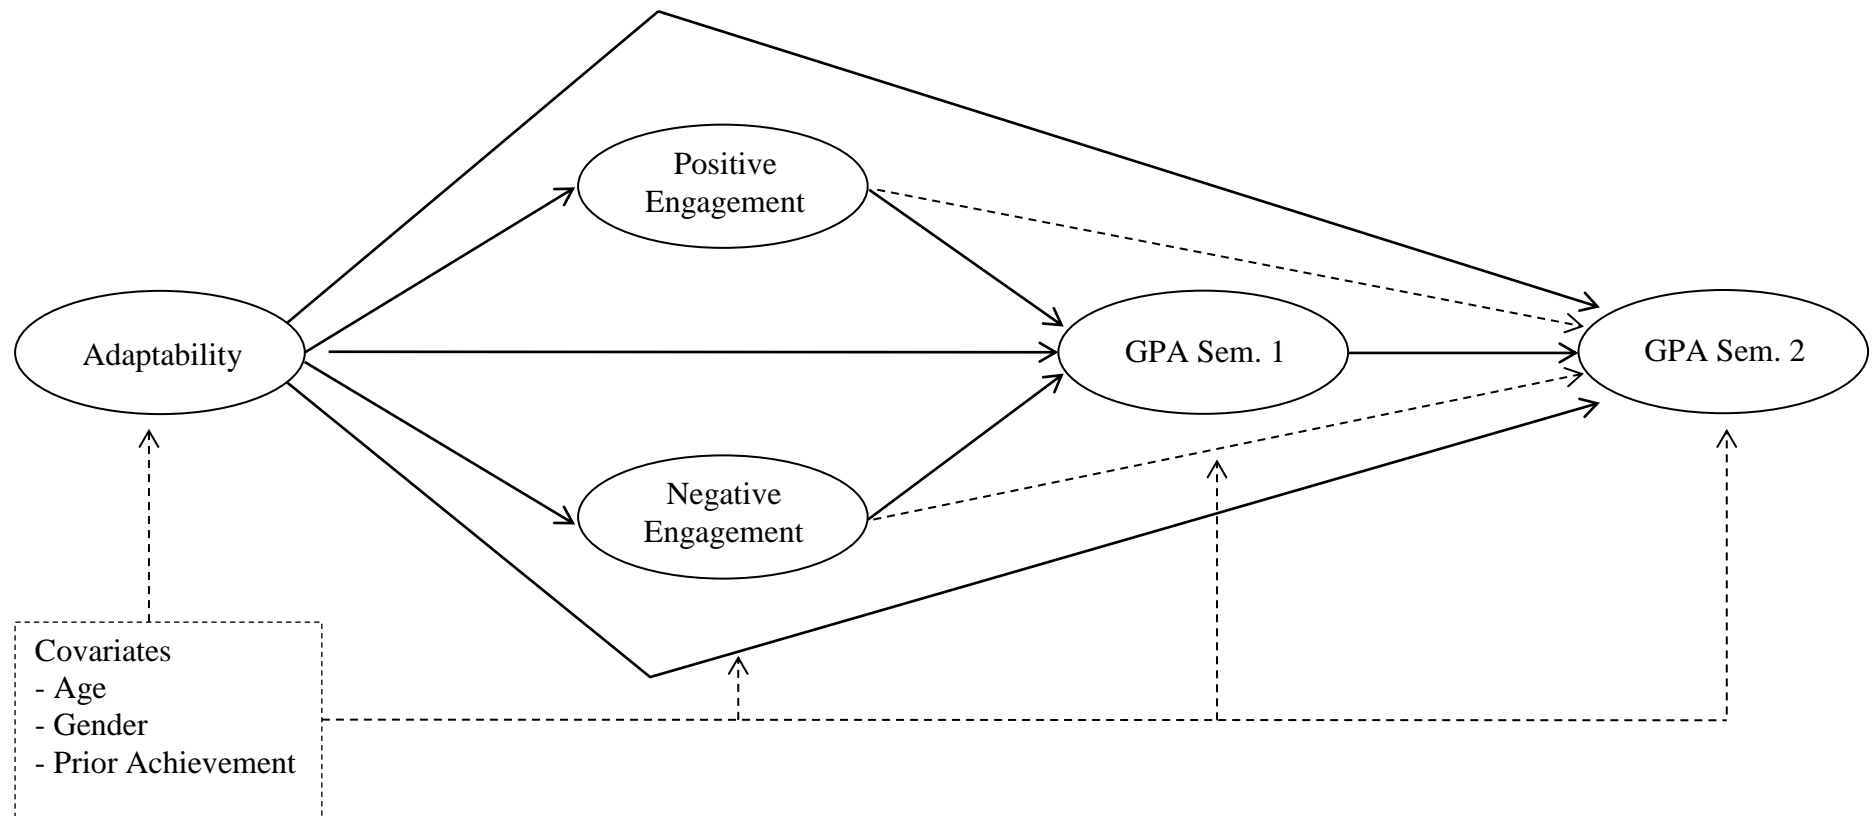 Positive
Engagement
Adaptability
GPA Sem. 1
GPA Sem. 2
Negative
Engagement
Covariates
- Age
- Gender
- Prior Achievement